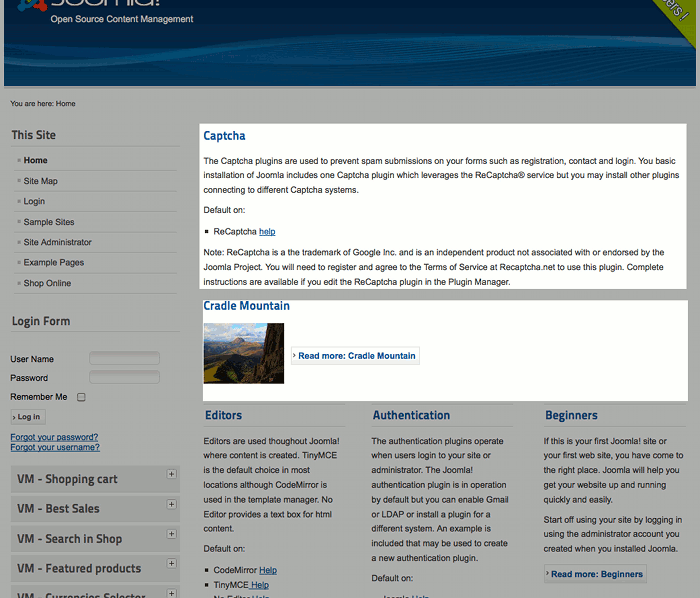 Joomla!
Open Source Content Management
You are here: Home
This Site
Home
Site Map
Login
Sample Sites
Site Administrator
Example Pages
Shop Online
Login Form
User Name
Password
Remember Me
Log in
Forgot your password?
Forgot your username?
VM - Shopping cart
VM - Best Sales
VM - Search in Shop
VM - Featured products
VM - Currencies Selector
Captcha
The Captcha plugins are used to prevent spam submissions on your forms such as registration, contact and login. You basic
installation of Joomla includes one Captcha plugin which leverages the ReCaptcha® service but you may install other plugins
connecting to different Captcha systems.
Default on:
ReCaptcha help
Note: ReCaptcha is a the trademark of Google Inc. and is an independent product not associated with or endorsed by the
Joomla Project. You will need to register and agree to the Terms of Service at Recaptcha.net to use this plugin. Complete
instructions are available if you edit the ReCaptcha plugin in the Plugin Manager.
Cradle Mountain
Read more: Cradle Mountain
Editors
Editors are used thoughout Joomla!
where content is created. TinyMCE
is the default choice in most
locations although CodeMirror is
used in the template manager. No
Editor provides a text box for html
content.
Default on:
CodeMirror Help
TinyMCE Help
No Editor Help
Authentication
The authentication plugins operate
when users login to your site or
administrator. The Joomla!
authentication plugin is in operation
by default but you can enable Gmail
or LDAP or install a plugin for a
different system. An example is
included that may be used to create
a new authentication plugin.
Default on:
Joomla Help
Beginners
If this is your first Joomla! site or
your first web site, you have come to
the right place. Joomla will help you
get your website up and running
quickly and easily.
Start off using your site by logging in
using the administrator account you
created when you installed Joomla.
Read more: Beginners